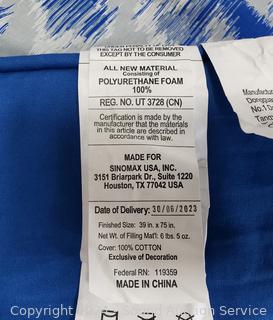 THIS TAG NOT TO BE REMOVED
EXCEPT BY THE CONSUMER
ALL NEW MATERIAL
Consisting of
POLYURETHANE FOAM
100%
REG. NO. UT 3728 (CN)
Certification is made by the
manufacturer that the materials
in this article are described in
accordance with law.
MADE FOR
SINOMAX USA, INC.
3151 Briarpark Dr., Suite 1220
Houston, TX 77042 USA
Date of Delivery: 30/06/2023
Finished Size: 39 in. x 75 in.
Net Wt. of Filling Mat'l: 6 lbs. 5 oz.
Cover: 100% COTTON
Exclusive of Decoration
Federal RN: 119359
MADE IN CHINA
Manufactur
Donggua
No.1 D